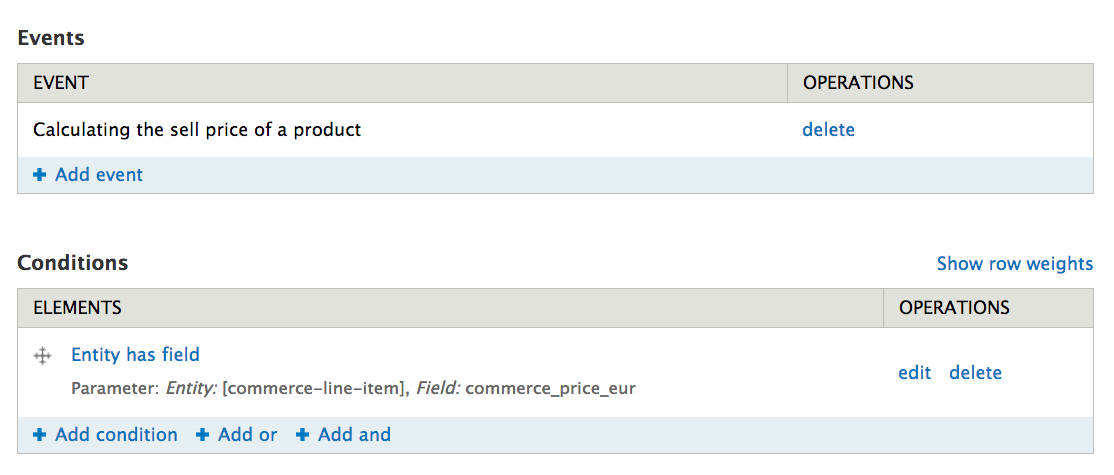 Events
EVENT OPERATIONS
Calculating the sell price of a product delete
Add event
Conditions Show row weights
ELEMENTS OPERATIONS
Entity has field
edit delete
Parameter: Entity: [commerce-line-item], Field: commerce_price_eur
Add condition Add or Add and